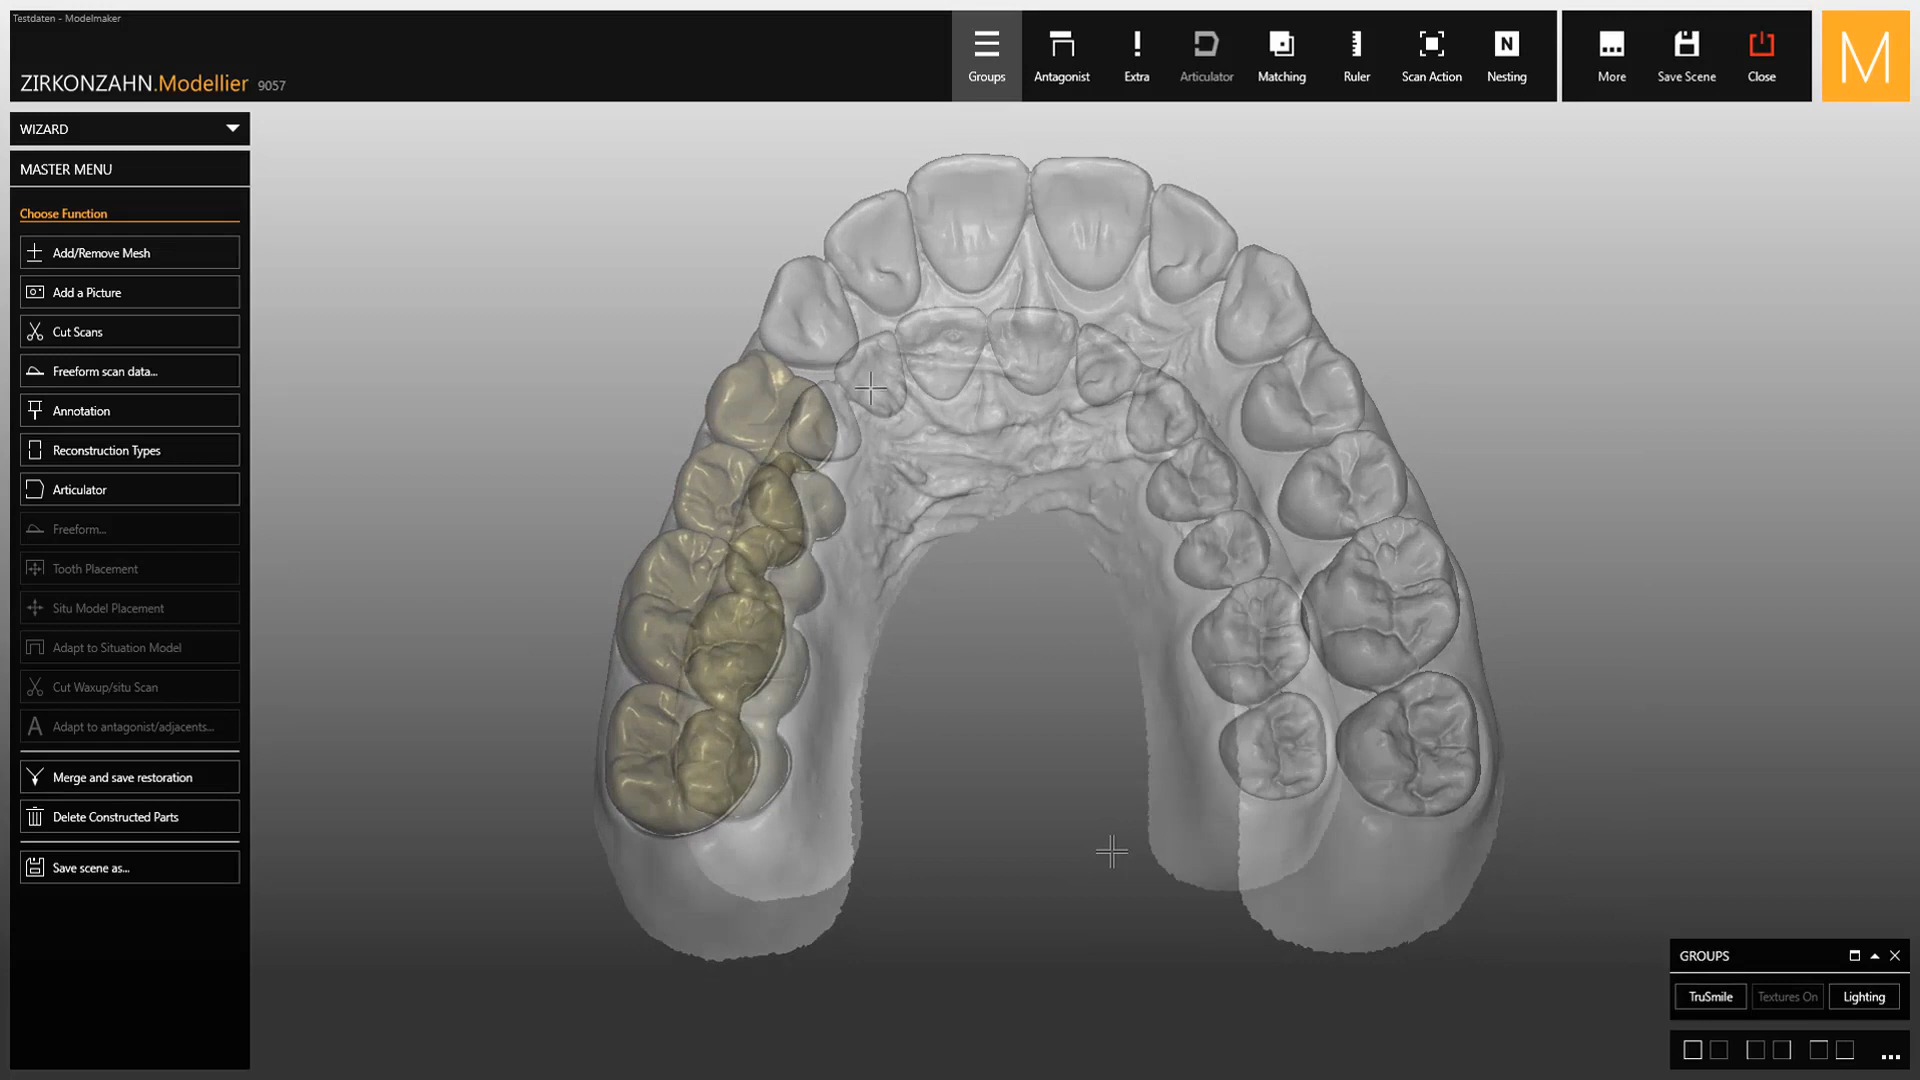 Testdaten - Modelmaker
ZIRKONZAHN.Modellier 9057
Groups
Antagonist
Extra
Articulator
Matching
Ruler
Scan Action
N
Nesting
More
Save Scene
Close
M
WIZARD
MASTER MENU
Choose Function
Add/Remove Mesh
Add a Picture
Cut Scans
Freeform scan data...
Annotation
Reconstruction Types
Articulator
Freeform...
Tooth Placement
Situ Model Placement
Adapt to Situation Model
Cut Waxup/situ Scan
A Adapt to antagonist/adjacents...
Merge and save restoration
Delete Constructed Parts
Save scene as...
GROUPS
TruSmile
Textures On
Lighting